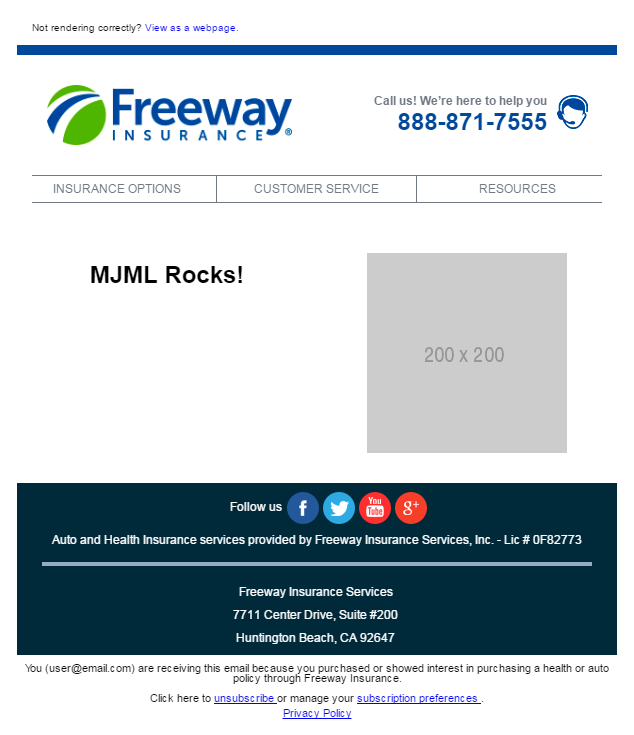 Not rendering correctly? View as a webpage.
Freeway
INSURANCE®
Call us! We're here to help you
888-871-7555
INSURANCE OPTIONS
CUSTOMER SERVICE
RESOURCES
MJML Rocks!
200 x 200
Follow us f You Tube g+
Auto and Health Insurance services provided by Freeway Insurance Services, Inc. - Lic # 0F82773
Freeway Insurance Services
7711 Center Drive, Suite #200
Huntington Beach, CA 92647
You (user@email.com) are receiving this email because you purchased or showed interest in purchasing a health or auto
policy through Freeway Insurance.
Click here to unsubscribe or manage your subscription preferences .
Privacy Policy